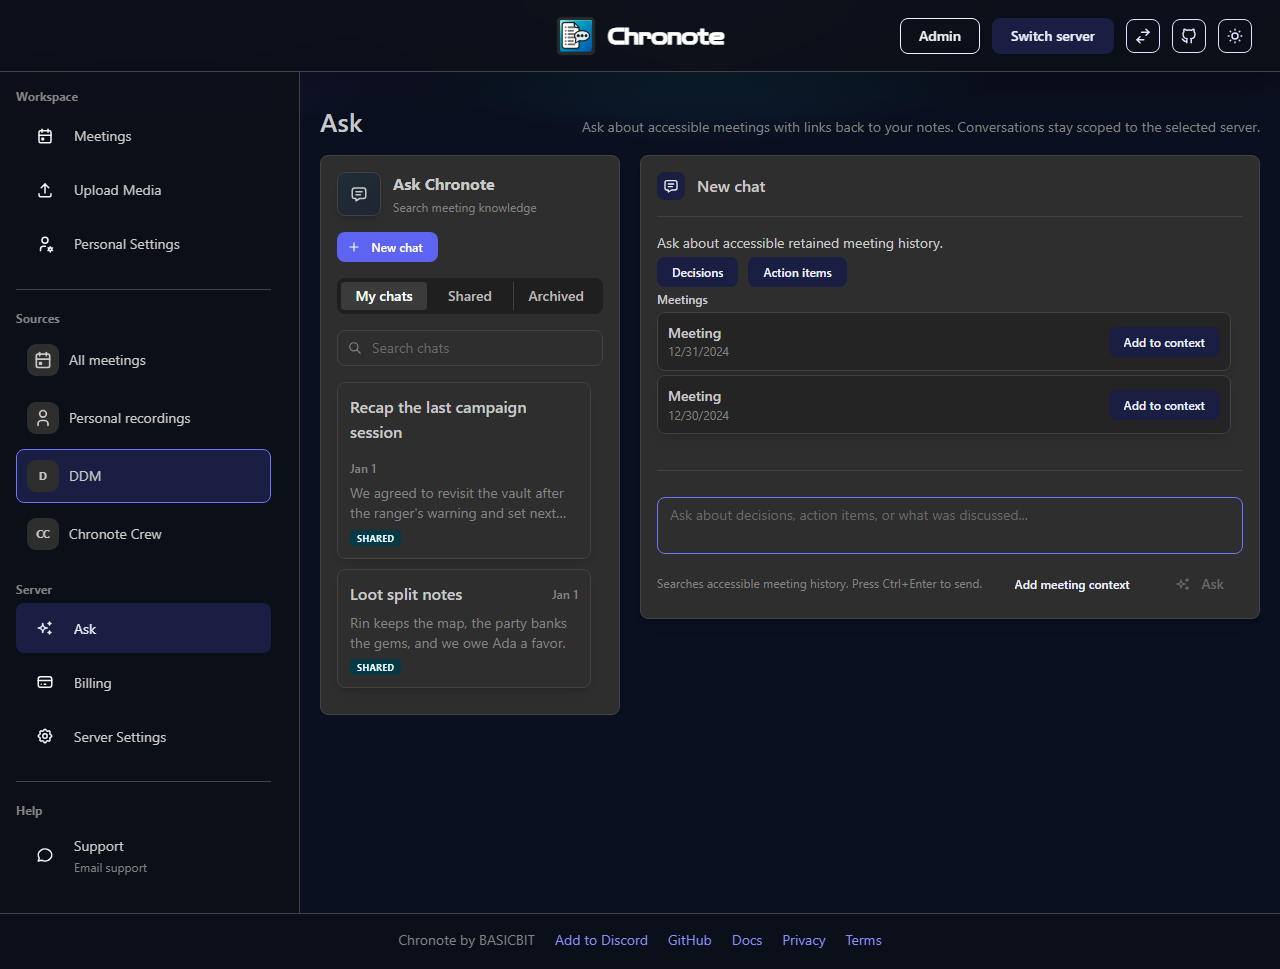 Chronote
Admin
Switch server
Workspace
Meetings
Upload Media
Personal Settings
Sources
All meetings
Personal recordings
D
DDM
CC
Chronote Crew
Server
Ask
Billing
Server Settings
Help
Support
Email support
Ask
Ask about accessible meetings with links back to your notes. Conversations stay scoped to the selected server.
Ask Chronote
Search meeting knowledge
New chat
My chats
Shared
Archived
Search chats
Recap the last campaign
session
Jan 1
We agreed to revisit the vault after
the ranger's warning and set next...
SHARED
Loot split notes
Jan 1
Rin keeps the map, the party banks
the gems, and we owe Ada a favor.
SHARED
New chat
Ask about accessible retained meeting history.
Decisions
Action items
Meetings
Meeting
12/31/2024
Add to context
Meeting
12/30/2024
Add to context
Ask about decisions, action items, or what was discussed...
Searches accessible meeting history. Press Ctrl+Enter to send.
Add meeting context
Ask
Chronote by BASICBIT
Add to Discord
GitHub
Docs
Privacy
Terms